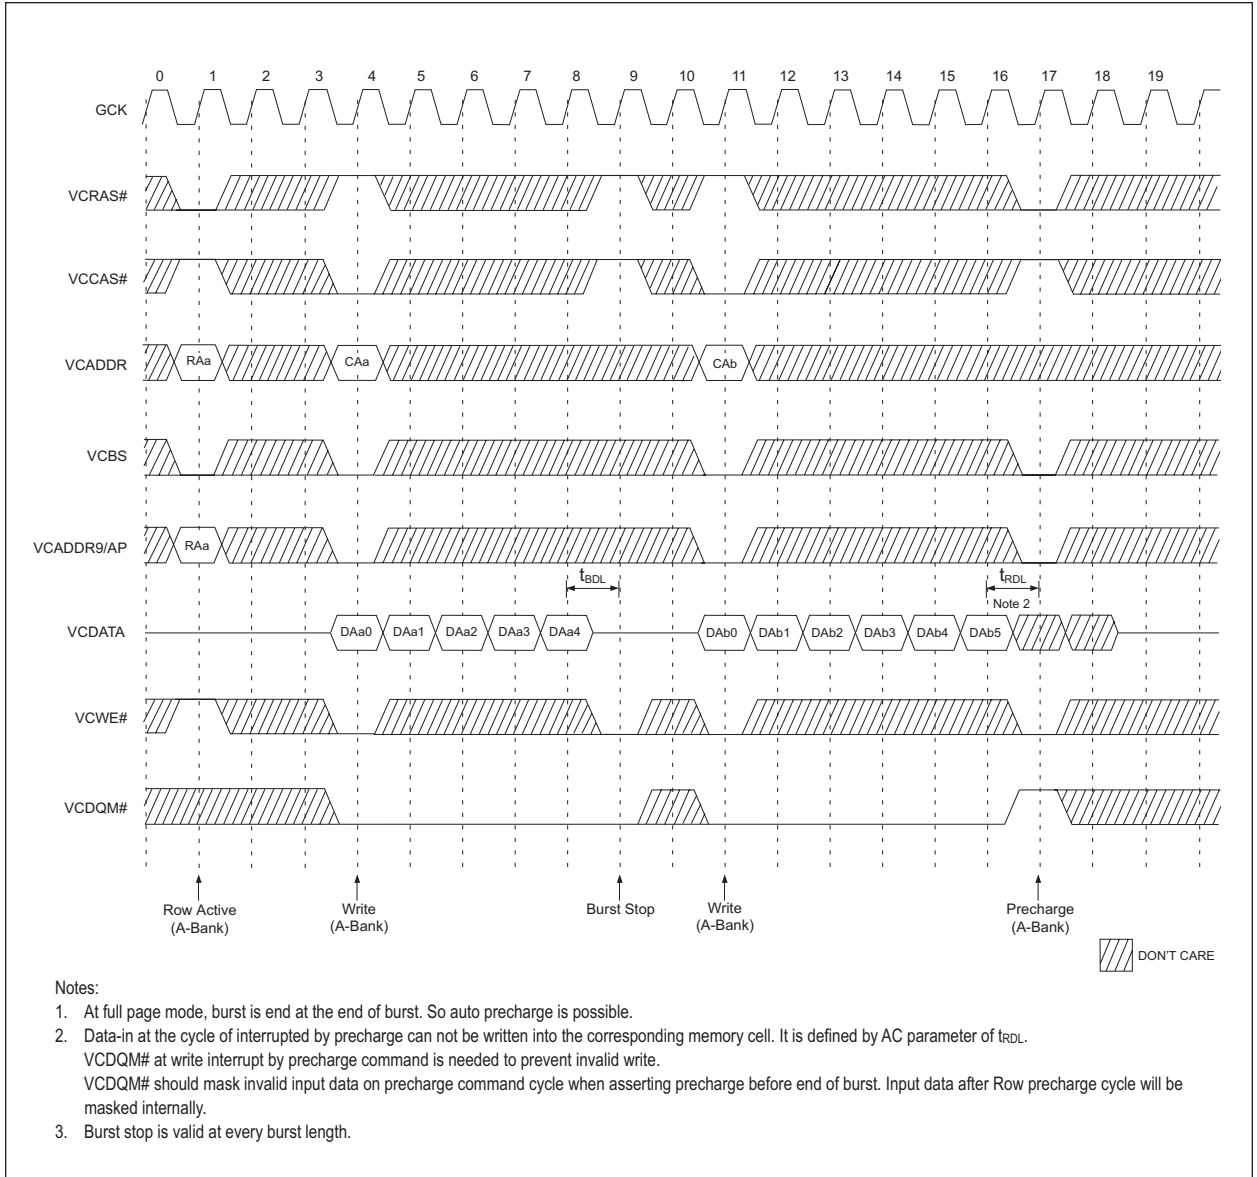 0 1 2 3 4 5 6 7 8 9 10 11 12 13 14 15 16 17 18 19
GCK
VCRAS#
VCCAS#
VCADDR RAa CAa CAb
VCBS
VCADDR9/AP RAa
tBDL tRDL
Note 2
VCDATA DAa0 DAa1 DAa2 DAa3 DAa4 DAb0 DAb1 DAb2 DAb3 DAb4 DAb5
VCWE#
VCDQM#
Row Active Write Burst Stop Write Precharge
(A-Bank) (A-Bank) (A-Bank) (A-Bank)
DON'T CARE
Notes:
1. At full page mode, burst is end at the end of burst. So auto precharge is possible.
2. Data-in at the cycle of interrupted by precharge can not be written into the corresponding memory cell. It is defined by AC parameter of tRDL.
VCDQM# at write interrupt by precharge command is needed to prevent invalid write.
VCDQM# should mask invalid input data on precharge command cycle when asserting precharge before end of burst. Input data after Row precharge cycle will be
masked internally.
3. Burst stop is valid at every burst length.